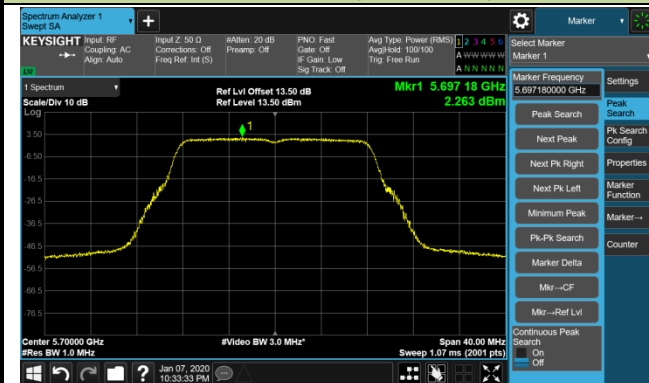 Spectrum Analyzer 1
Swept SA
+
Marker
KEYSIGHT
Input: RF
Coupling: AC
Align: Auto
Input Z: 50 Ω
Corrections: Off
Freq Ref: Int (S)
#Atten: 20 dB
Preamp: Off
PNO: Fast
Gate: Off
IF Gain: Low
Sig Track: Off
Avg Type: Power (RMS)
Avg|Hold: 100/100
Trig: Free Run
1 2 3 4 5 6
A W W W W W
A N N N N N
Select Marker
Marker 1
LXI
1 Spectrum
Scale/Div 10 dB
Log
Ref Lvl Offset 13.50 dB
Ref Level 13.50 dBm
Mkr1 5.697 18 GHz
2.263 dBm
1
3.50
-6.50
-16.5
-26.5
-36.5
-46.5
-56.5
-66.5
-76.5
Center 5.70000 GHz
#Res BW 1.0 MHz
#Video BW 3.0 MHz*
Span 40.00 MHz
Sweep 1.07 ms (2001 pts)
Marker Frequency
5.697180000 GHz
Peak Search
Next Peak
Next Pk Right
Next Pk Left
Minimum Peak
Pk-Pk Search
Marker Delta
Mkr→CF
Mkr→Ref Lvl
Continuous Peak
Search
On
Off
Settings
Peak
Search
Pk Search
Config
Properties
Marker
Function
Marker→
Counter
?
Jan 07, 2020
10:33:33 PM